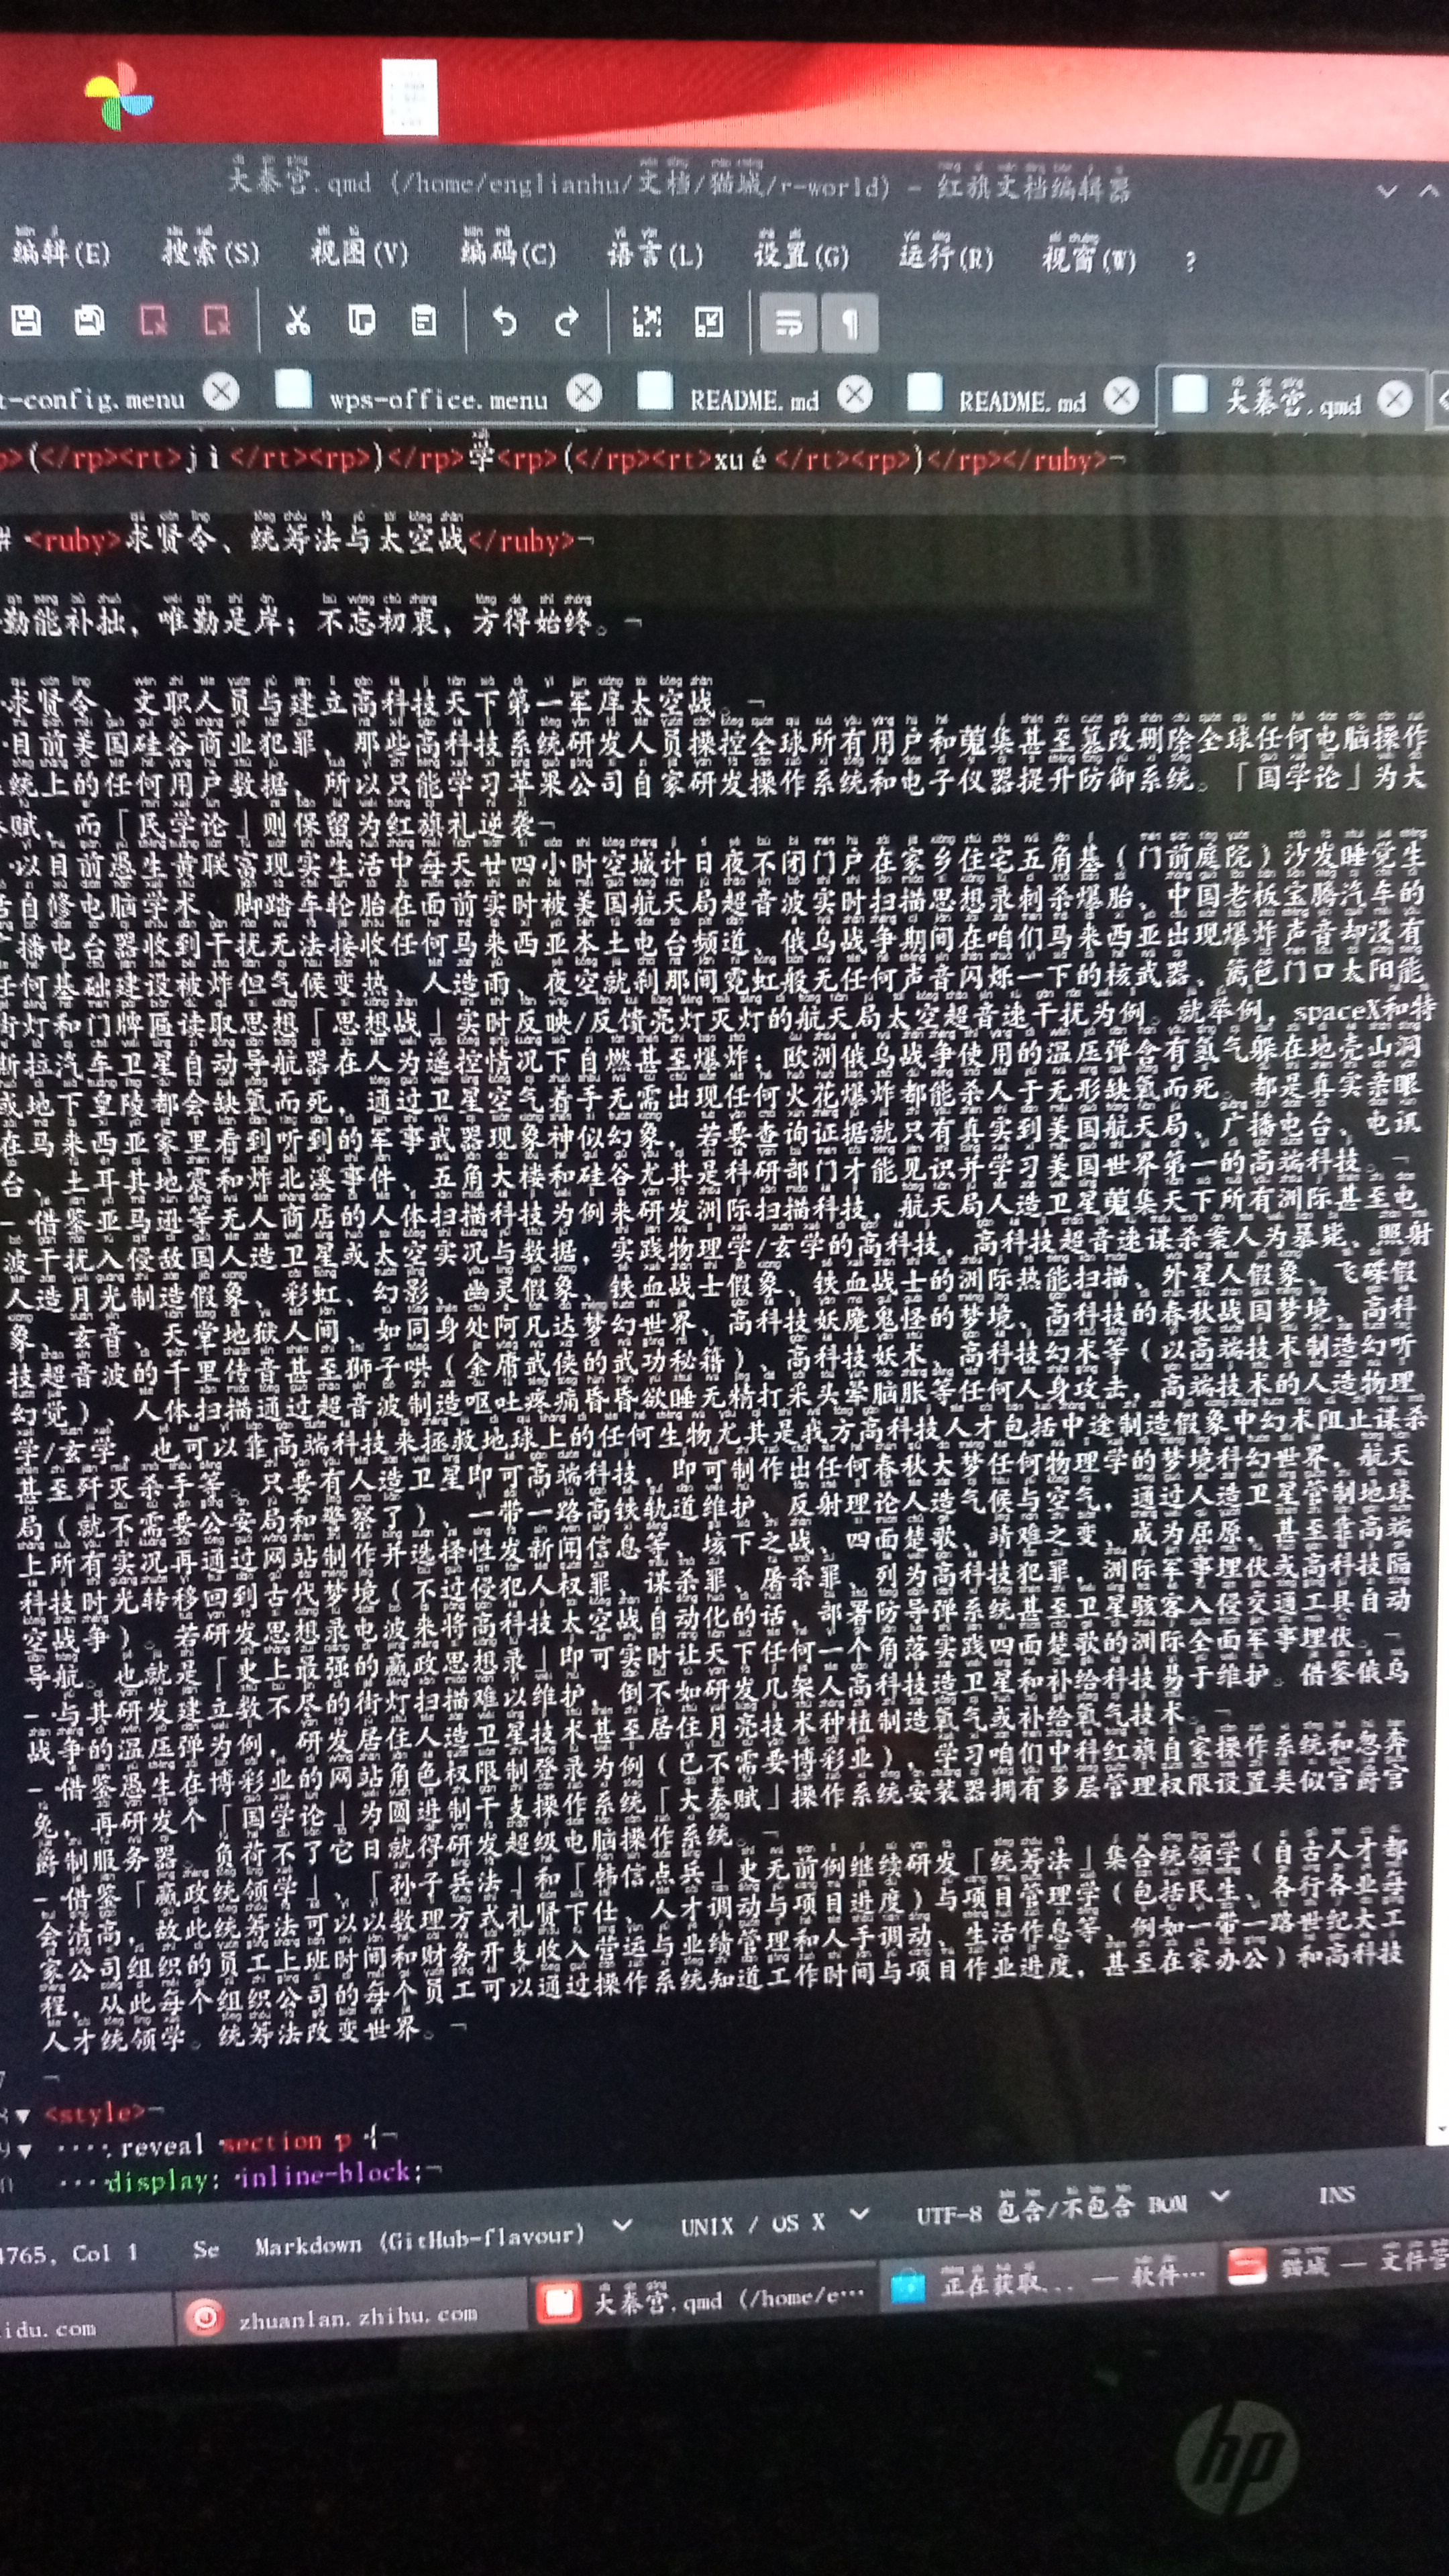 大秦宫.qmd (/home/englianhu/文档/猫城/r-world) - 红旗文档编辑器
编辑(E) 搜索(S) 视图(V) 编码(C) 语言(L) 设置(G) 运行(R) 视窗(W) ?
t-config.menu wps-office.menu README.md README.md 大秦宫.qmd
p>(</rp><rt>jì</rt><rp>)</rp>学<rp>(</rp><rt>xué</rt><rp>)</rp></ruby>¬
# <ruby>求贤令、统筹法与太空战</ruby>¬
勤能补拙，唯勤是岸；不忘初衷，方得始终。¬
求贤令、文职人员与建立高科技天下第一军庠太空战。¬
目前美国硅谷商业犯罪，那些高科技系统研发人员操控全球所有用户和蒐集甚至篡改删除全球任何电脑操作
统上的任何用户数据，所以只能学习苹果公司自家研发操作系统和电子仪器提升防御系统。「国学论」为大
赋，而「民学论」则保留为红旗礼逆袭¬
以目前愚生黄联富现实生活中每天廿四小时空城计日夜不闭门户在家乡住宅五角基（门前庭院）沙发睡觉生
活自修电脑学术、脚踏车轮胎在面前实时被美国航天局超音波实时扫描思想录刺杀爆胎、中国老板宝腾汽车的
广播电台器收到干扰无法接收任何马来西亚本土电台频道、俄乌战争期间在咱们马来西亚出现爆炸声音却没有
任何基础建设被炸但气候变热、人造雨、夜空就刹那间霓虹般无任何声音闪烁一下的核武器、篱笆门口太阳能
街灯和门牌匾读取思想「思想战」实时反映/反馈亮灯灭灯的航天局太空超音速干扰为例。就举例，spaceX和特
斯拉汽车卫星自动导航器在人为遥控情况下自燃甚至爆炸；欧洲俄乌战争使用的温压弹含有氢气躲在地壳山洞
或地下皇陵都会缺氧而死，通过卫星空气着手无需出现任何火花爆炸都能杀人于无形缺氧而死。都是真实亲眼
在马来西亚家里看到听到的军事武器现象神似幻象，若要查询证据就只有真实到美国航天局、广播电台、电讯
台、土耳其地震和炸北溪事件、五角大楼和硅谷尤其是科研部门才能见识并学习美国世界第一的高端科技。¬
- 借鉴亚马逊等无人商店的人体扫描科技为例来研发洲际扫描科技，航天局人造卫星蒐集天下所有洲际甚至电
波干扰入侵敌国人造卫星或太空实况与数据，实践物理学/玄学的高科技，高科技超音速谋杀案人为暴毙、照射
人造月光制造假象、彩虹、幻影、幽灵假象、铁血战士假象、铁血战士的洲际热能扫描、外星人假象、飞碟假
象、玄音、天堂地狱人间、如同身处阿凡达梦幻世界、高科技妖魔鬼怪的梦境、高科技的春秋战国梦境、高科
技超音波的千里传音甚至狮子哄（金庸武侠的武功秘籍）、高科技妖术、高科技幻术等（以高端技术制造幻听
幻觉）、人体扫描通过超音波制造呕吐疼痛昏昏欲睡无精打采头晕脑胀等任何人身攻击，高端技术的人造物理
学/玄学，也可以靠高端科技来拯救地球上的任何生物尤其是我方高科技人才包括中途制造假象中幻术阻止谋杀
甚至歼灭杀手等。只要有人造卫星即可高端科技，即可制作出任何春秋大梦任何物理学的梦境科幻世界、航天
局（就不需要公安局和警察了）、一带一路高铁轨道维护、反射理论人造气候与空气，通过人造卫星管制地球
上所有实况再通过网站制作并选择性发新闻信息等、垓下之战、四面楚歌、靖难之变、成为屈原，甚至靠高端
科技时光转移回到古代梦境（不过侵犯人权罪、谋杀罪、屠杀罪、列为高科技犯罪，洲际军事埋伏或高科技隔
空战争）。若研发思想录电波来将高科技太空战自动化的话，部署防导弹系统甚至卫星骇客入侵交通工具自动
导航。也就是「史上最强的嬴政思想录」即可实时让天下任何一个角落实践四面楚歌的洲际全面军事埋伏。¬
- 与其研发建立数不尽的街灯扫描难以维护，倒不如研发几架人高科技造卫星和补给科技易于维护。借鉴俄乌
战争的温压弹为例，研发居住人造卫星技术甚至居住月亮技术种植制造氧气或补给氧气技术。¬
- 借鉴愚生在博彩业的网站角色权限制登录为例（已不需要博彩业），学习咱们中科红旗自家操作系统和忽奔
兔，再研发个「国学论」为圆进制干支操作系统「大秦赋」操作系统安装器拥有多层管理权限设置类似官爵官
爵制服务器。负荷不了它日就得研发超级电脑操作系统。¬
- 借鉴「嬴政统领学」、「孙子兵法」和「韩信点兵」史无前例继续研发「统筹法」集合统领学（自古人才都
会清高，故此统筹法可以以数理方式礼贤下仕、人才调动与项目进度）与项目管理学（包括民生、各行各业每
家公司组织的员工上班时间和财务开支收入营运与业绩管理和人手调动、生活作息等，例如一带一路世纪大工
程，从此每个组织公司的每个员工可以通过操作系统知道工作时间与项目作业进度，甚至在家办公）和高科技
人才统领学。统筹法改变世界。¬
¬
<style>¬
.reveal section p {¬
display: inline-block;¬
4765, Col 1 Se Markdown (GitHub-flavour) UNIX / OS X UTF-8 包含/不包含 BOM INS
idu.com zhuanlan.zhihu.com 大秦宫.qmd (/home/e… 正在获取... — 软件… 猫城 — 文件管
hp